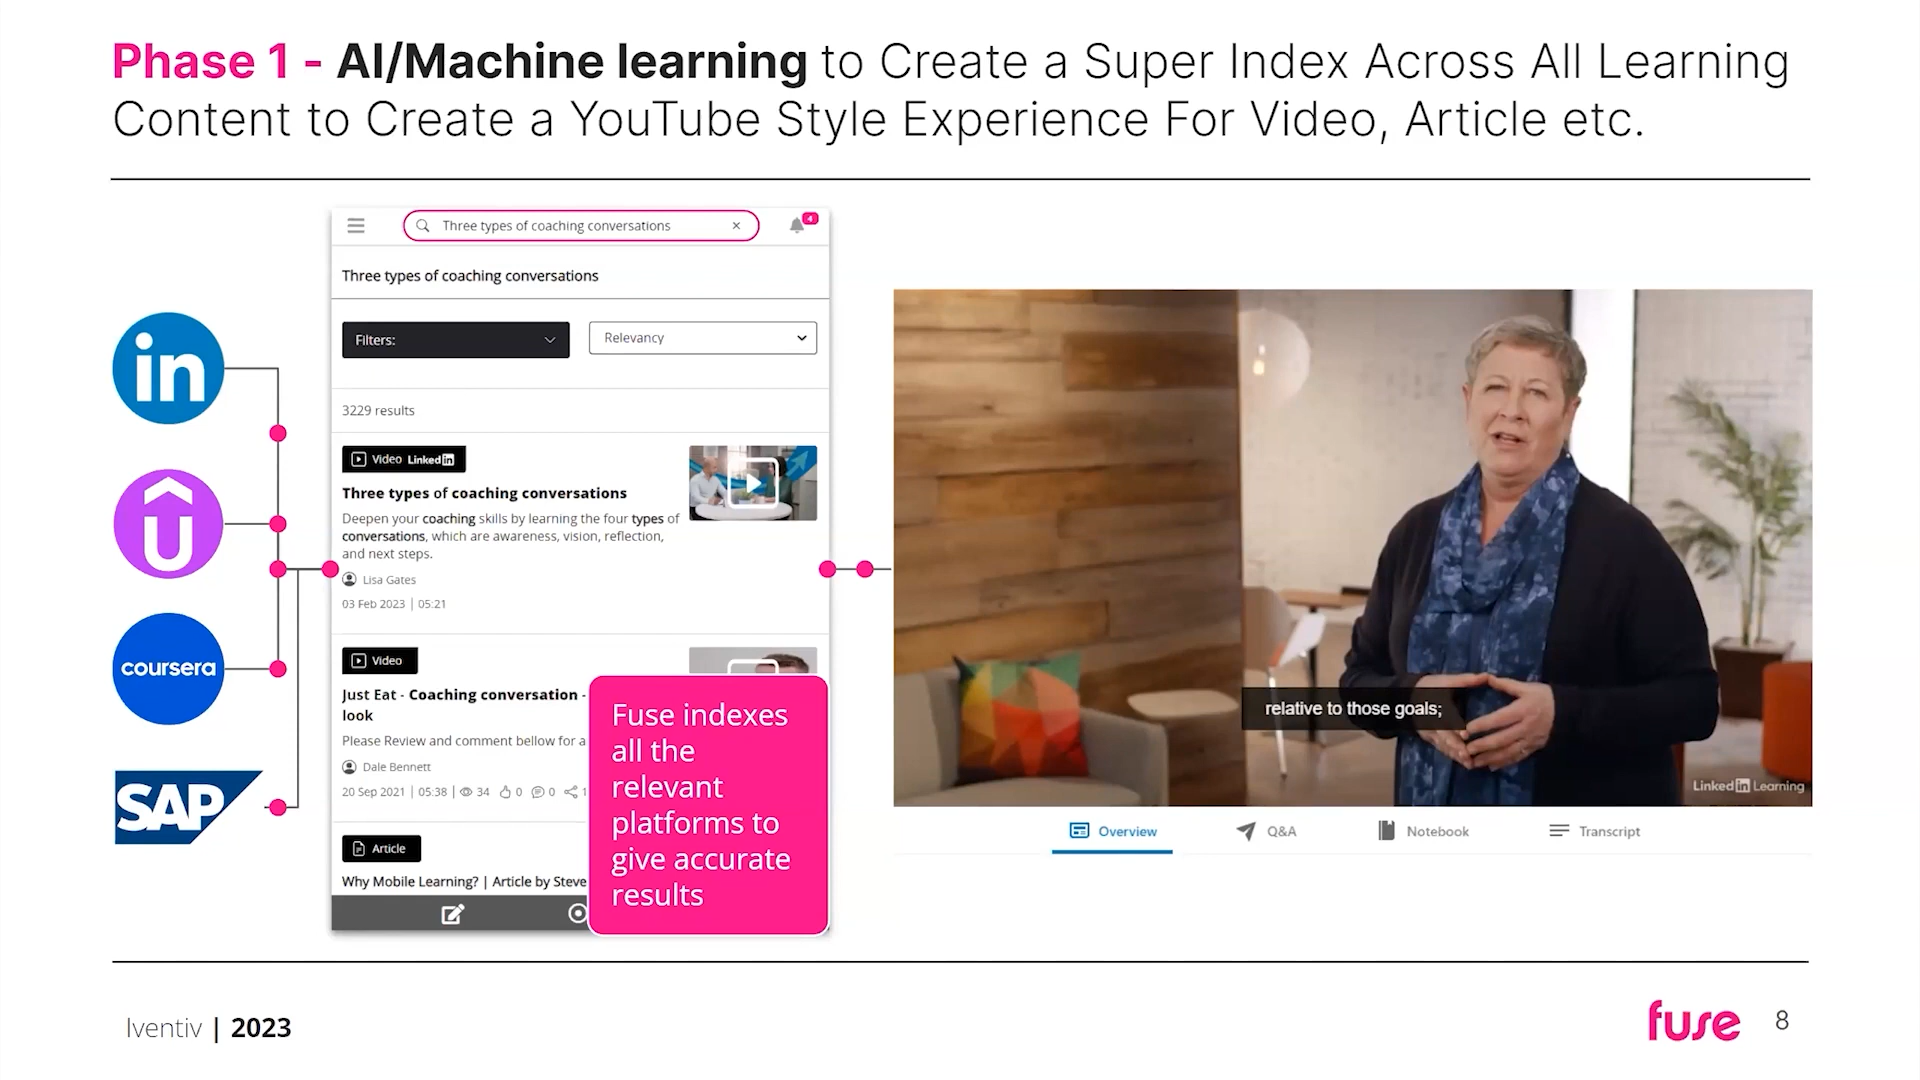 Phase 1 - AI/Machine learning to Create a Super Index Across All Learning
Content to Create a YouTube Style Experience For Video, Article etc.
in
coursera
SAP
Three types of coaching conversations
4
Three types of coaching conversations
Filters:
Relevancy
3229 results
Video Linkedin
Three types of coaching conversations
Deepen your coaching skills by learning the four types of
conversations, which are awareness, vision, reflection,
and next steps.
Lisa Gates
03 Feb 2023 | 05:21
Video
Just Eat - Coaching conversation -
look
Please Review and comment bellow for a
Dale Bennett
20 Sep 2021 | 05:38 | 34 0 0 1
Article
Why Mobile Learning? | Article by Steve
Fuse indexes
all the
relevant
platforms to
give accurate
results
relative to those goals;
Linkedin Learning
Overview
Q&A
Notebook
Transcript
Iventiv | 2023
fuse
8